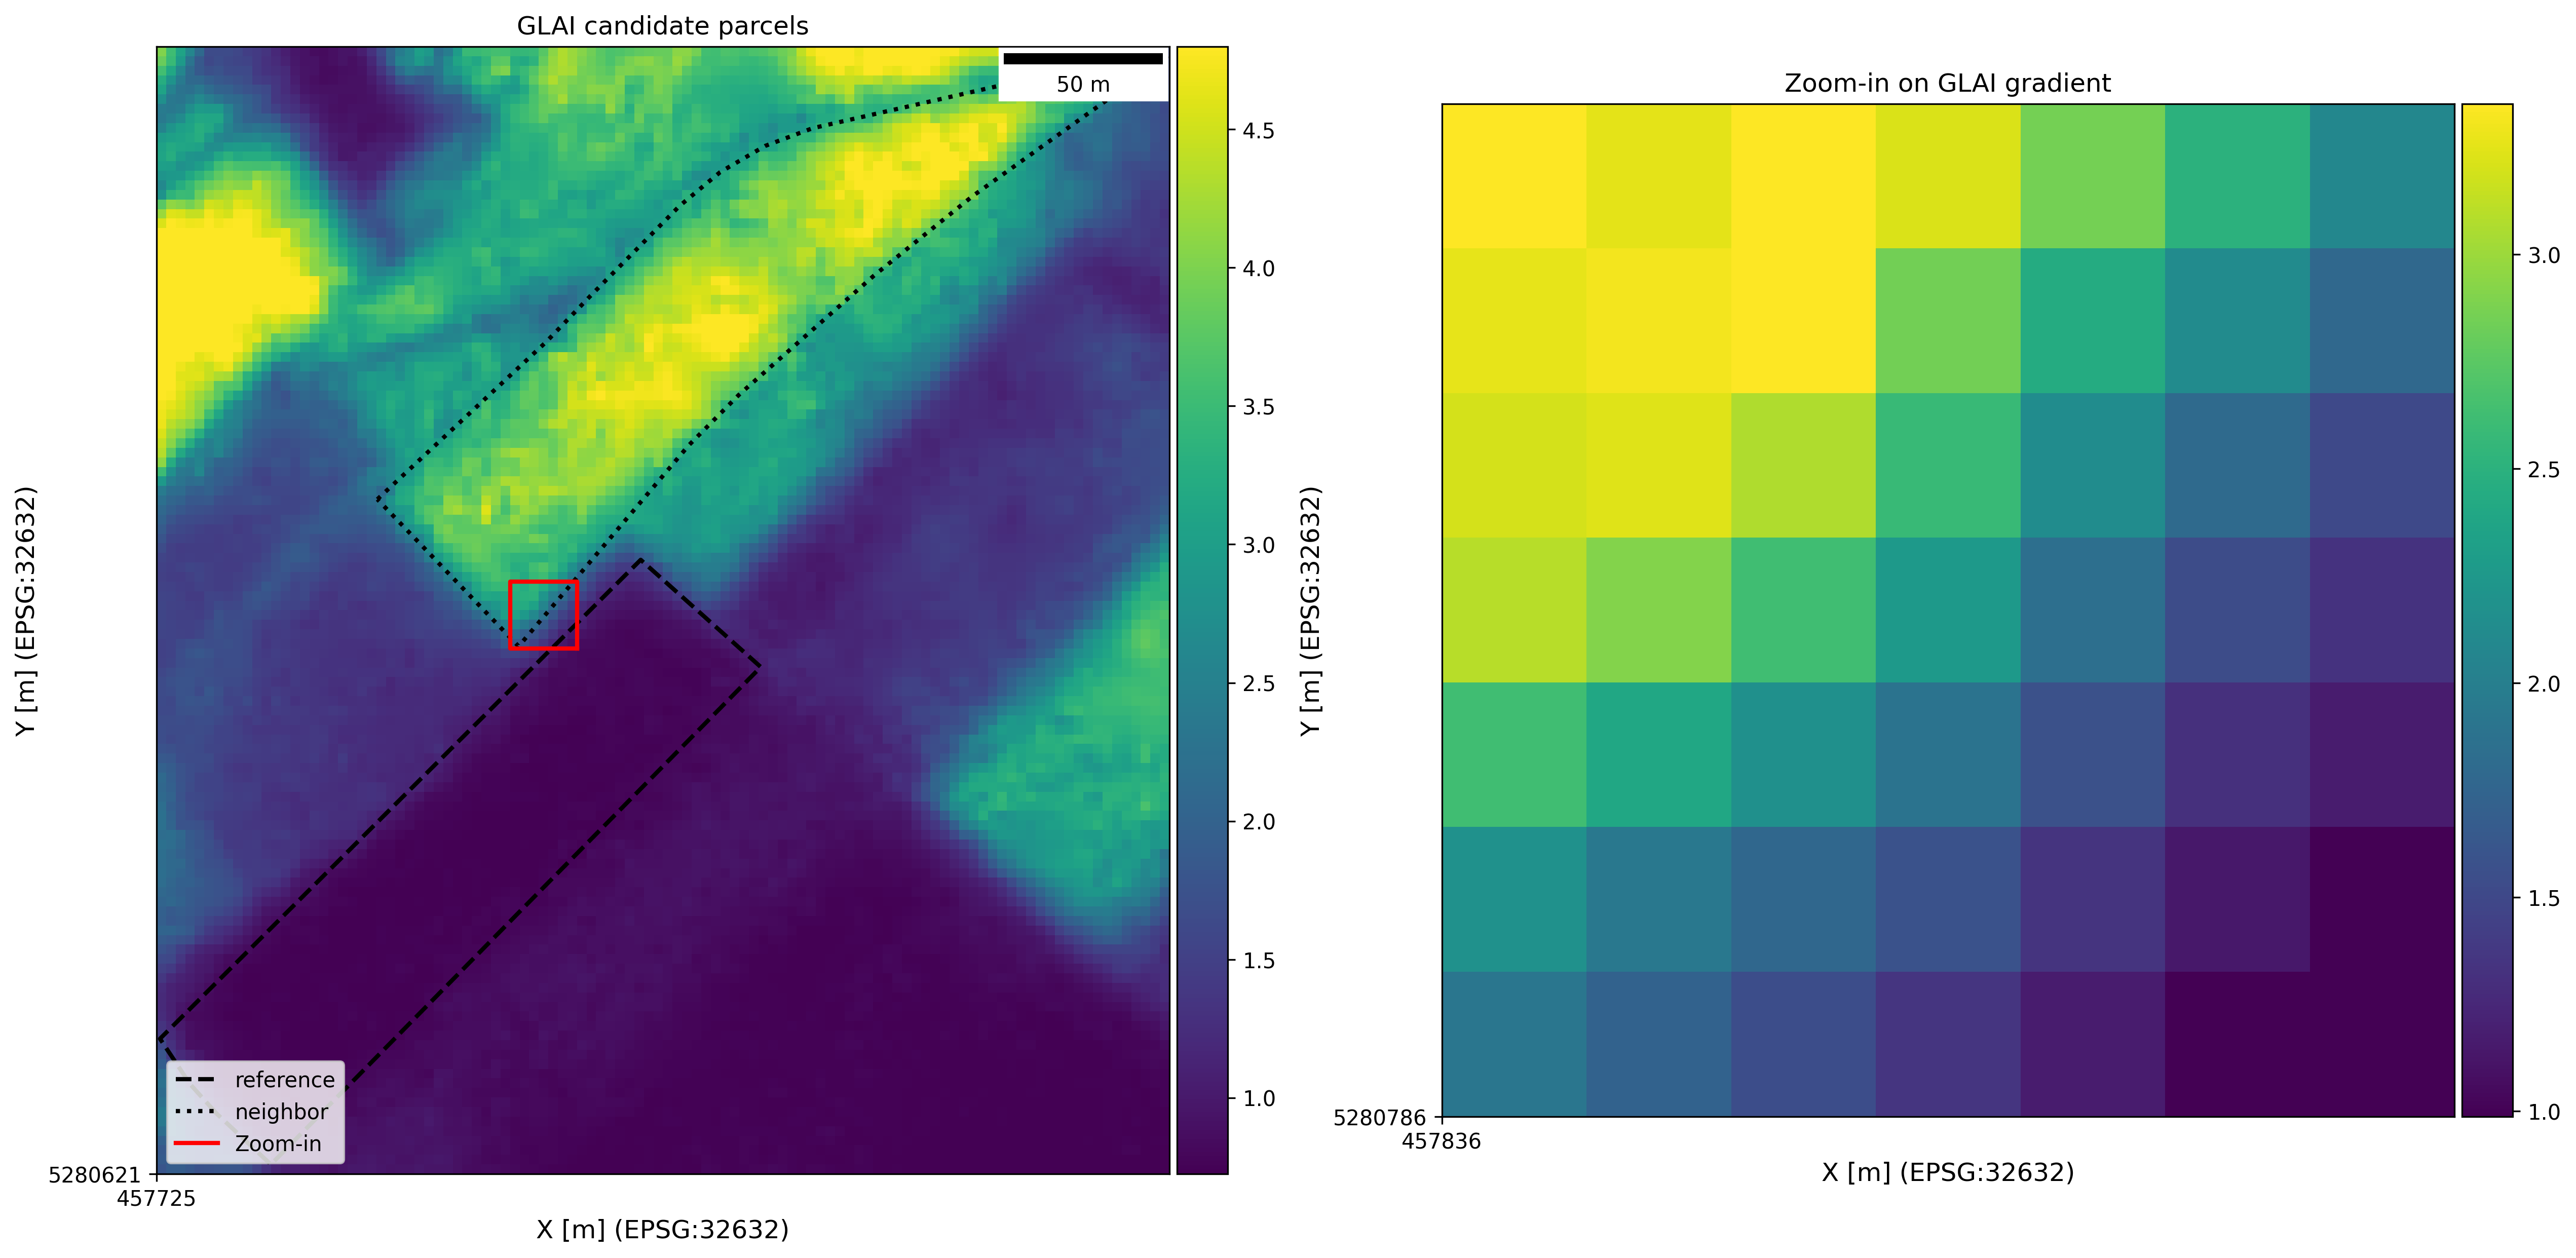 GLAI candidate parcels
50 m
4.5
4.0
3.5
3.0
2.5
2.0
1.5
1.0
Y [m] (EPSG:32632)
reference
neighbor
Zoom-in
5280621
457725
X [m] (EPSG:32632)
Zoom-in on GLAI gradient
3.0
2.5
2.0
1.5
1.0
Y [m] (EPSG:32632)
5280786
457836
X [m] (EPSG:32632)